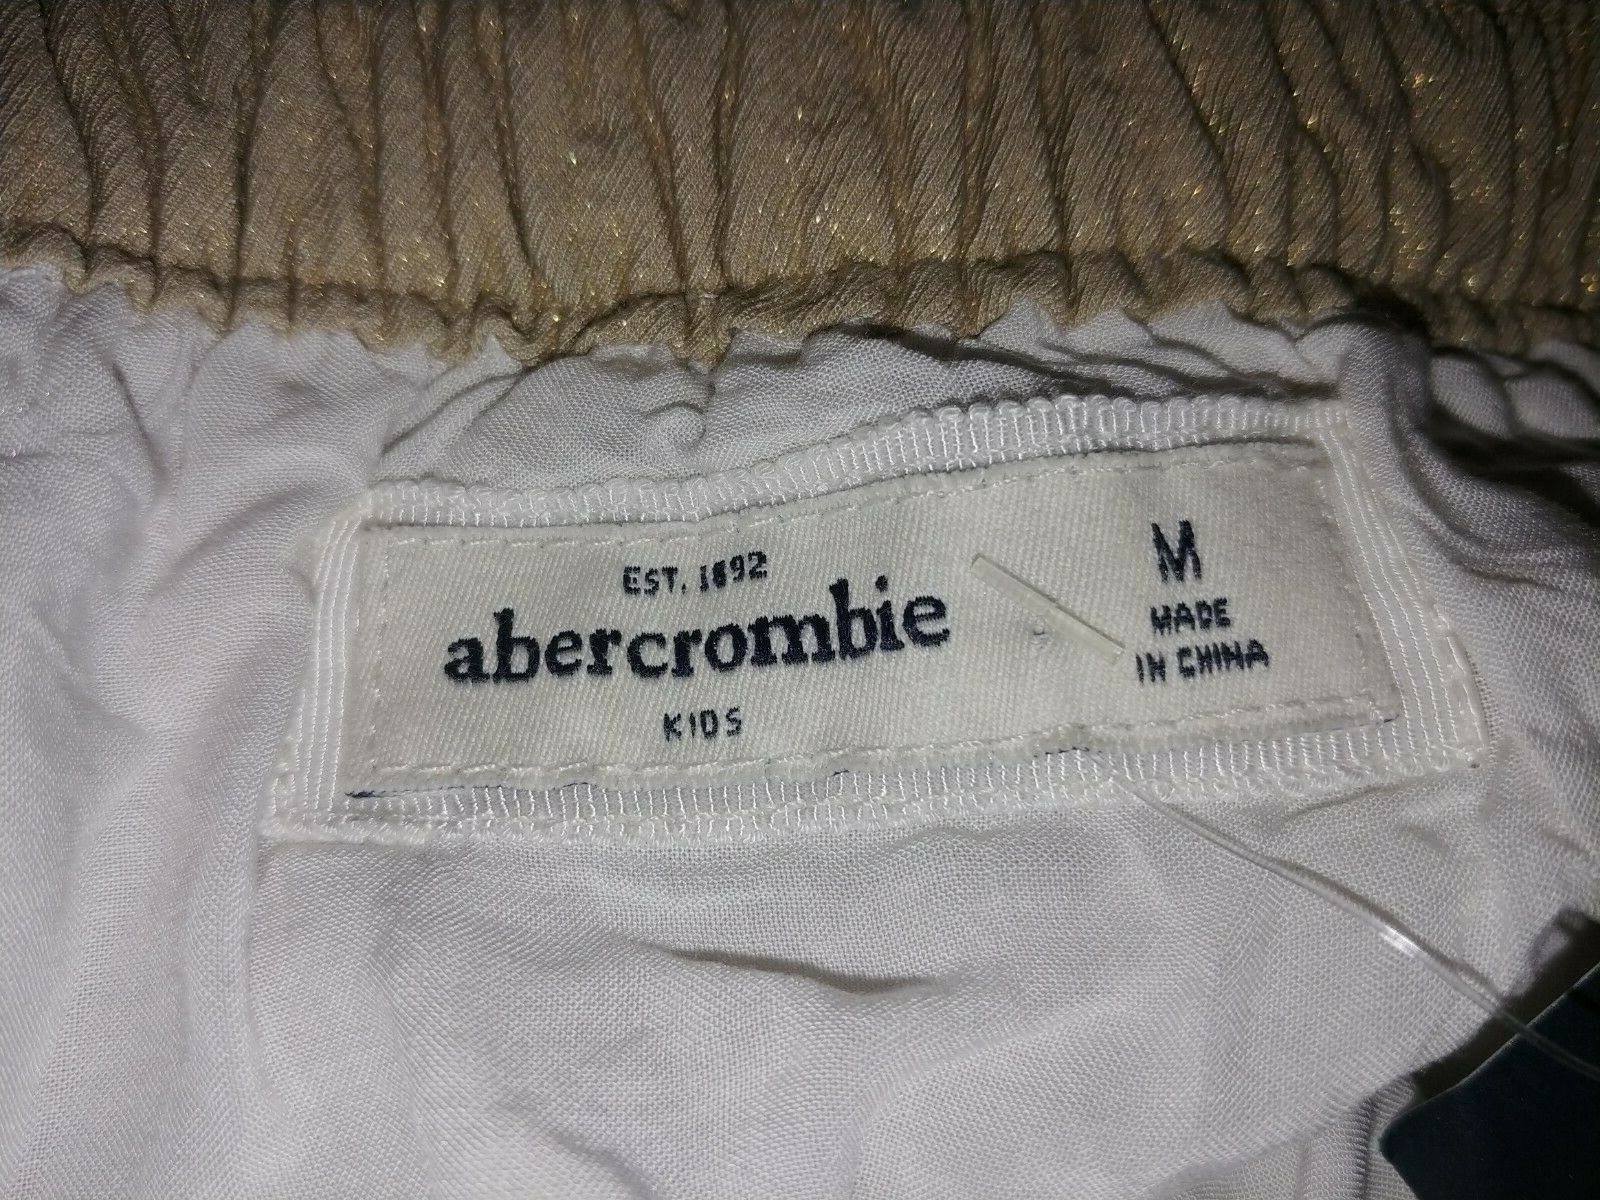 EST. 1892
abercrombie
KIDS
M
MADE
IN CHINA